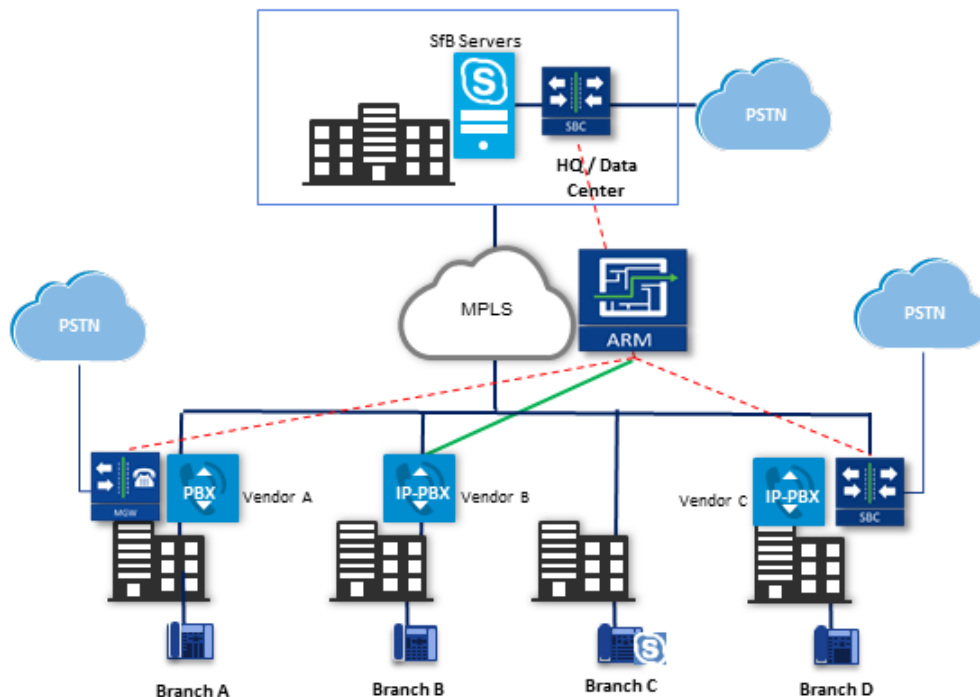 SfB Servers
SBC
PSTN
HQ / Data
Center
MPLS
ARM
PSTN
PSTN
MGW
PBX
Vendor A
IP-PBX
Vendor B
Vendor C
IP-PBX
SBC
S
S
Branch A
Branch B
Branch C
Branch D